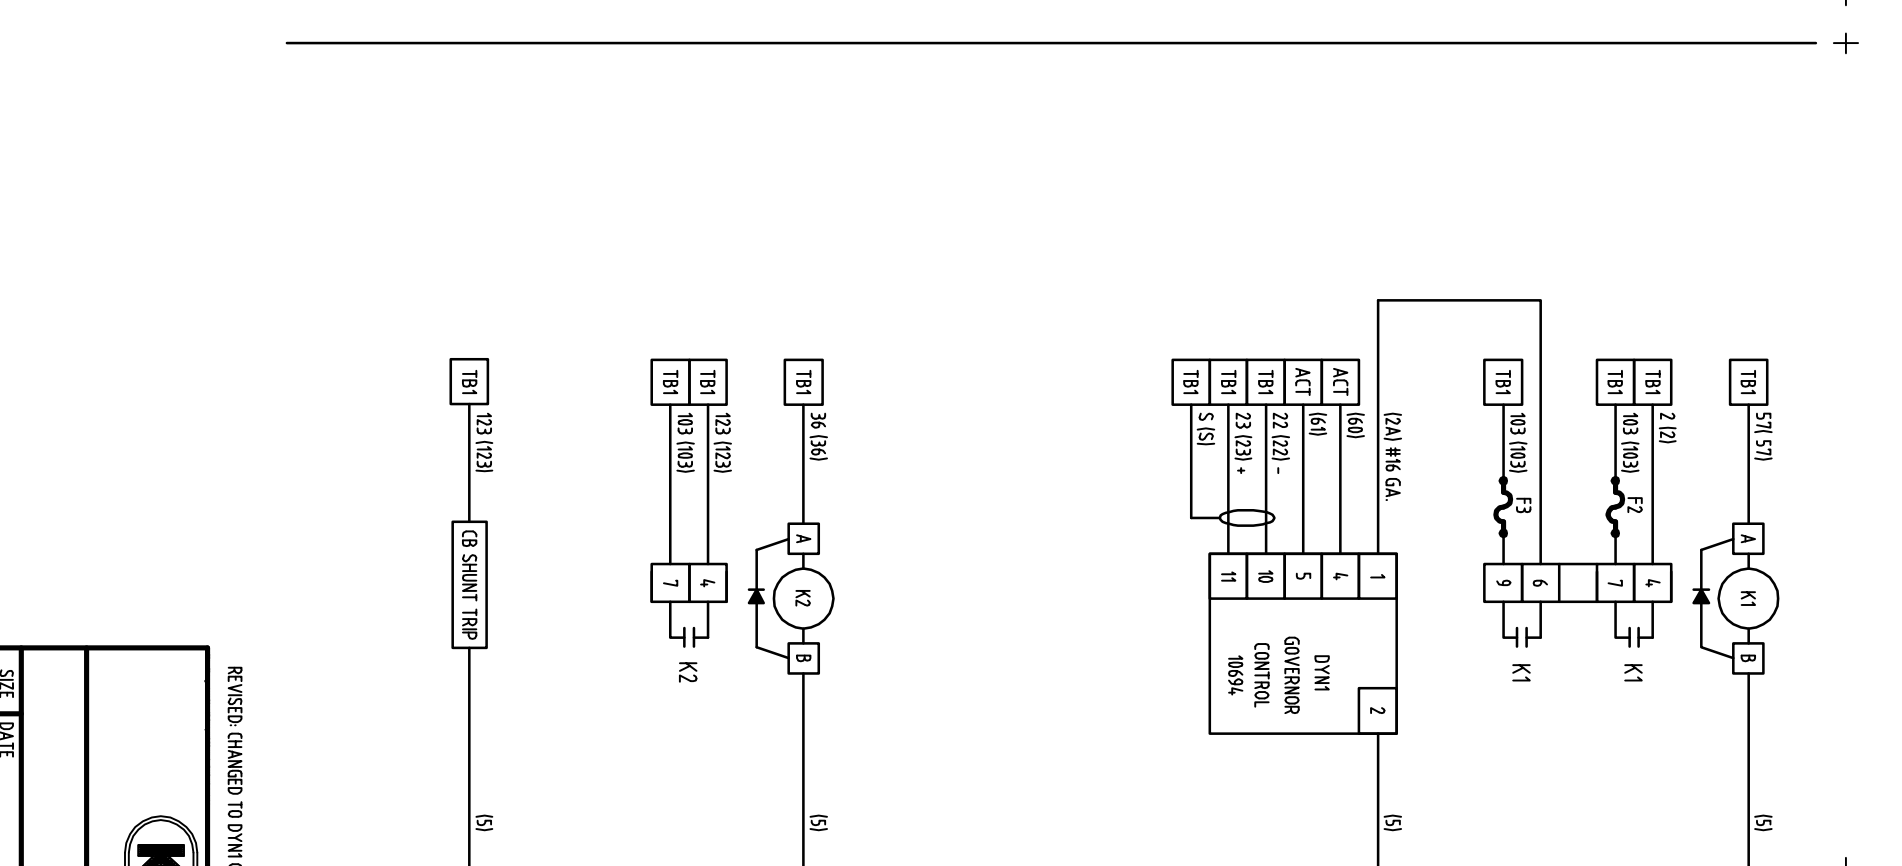 TB1
57( 57)
A
K1
B
(5)
TB1
TB1
2 (2)
103 (103)
F2
4
7
K1
TB1
103 (103)
F3
6
9
K1
(2A) #16 GA.
ACT
ACT
TB1
TB1
TB1
(60)
(61)
22 (22) -
23 (23) +
S (S)
1
4
5
10
11
DYN1
GOVERNOR
CONTROL
10694
2
(5)
TB1
36 (36)
A
K2
B
(5)
TB1
TB1
123 (123)
103 (103)
4
7
K2
TB1
123 (123)
CB SHUNT TRIP
(5)
REVISED: CHANGED TO DYN1
K
SIZE
DATE